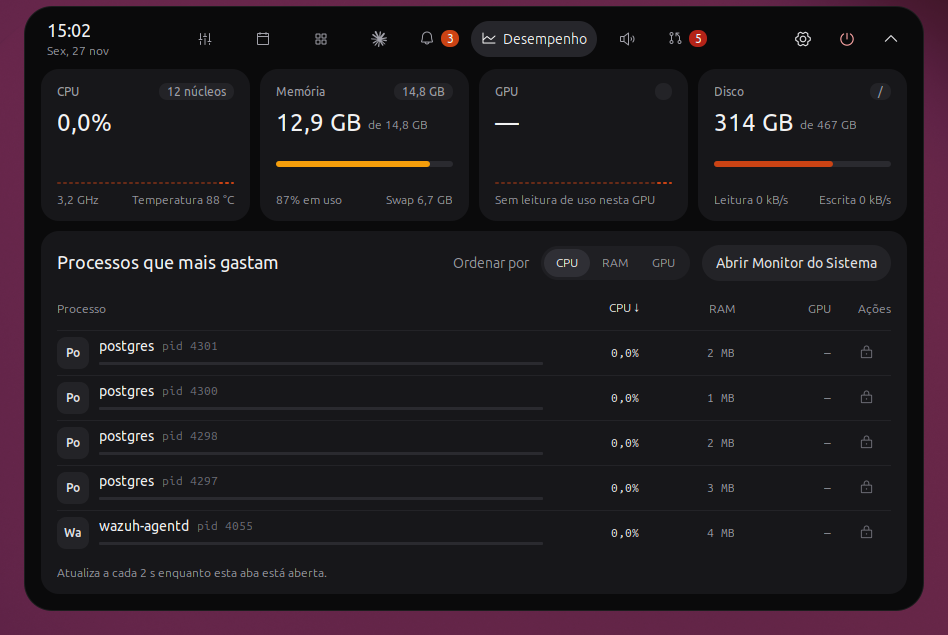 15:02
Sex, 27 nov
3
Desempenho
5
CPU 12 núcleos
0,0%
3,2 GHz Temperatura 88 °C
Memória 14,8 GB
12,9 GB de 14,8 GB
87% em uso Swap 6,7 GB
GPU
—
Sem leitura de uso nesta GPU
Disco /
314 GB de 467 GB
Leitura 0 kB/s Escrita 0 kB/s
Processos que mais gastam Ordenar por CPU RAM GPU Abrir Monitor do Sistema
Processo CPU ↓ RAM GPU Ações
Po postgres pid 4301 0,0% 2 MB –
Po postgres pid 4300 0,0% 1 MB –
Po postgres pid 4298 0,0% 2 MB –
Po postgres pid 4297 0,0% 3 MB –
Wa wazuh-agentd pid 4055 0,0% 4 MB –
Atualiza a cada 2 s enquanto esta aba está aberta.